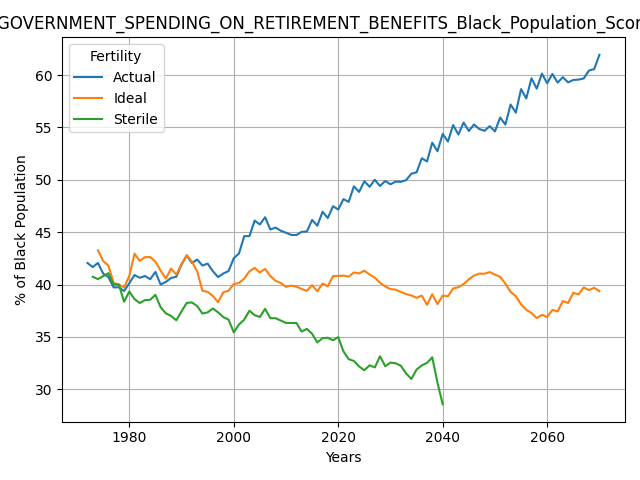 GOVERNMENT_SPENDING_ON_RETIREMENT_BENEFITS_Black_Population_Scor
Fertility
Actual
Ideal
Sterile
60
55
50
45
40
35
30
% of Black Population
1980 2000 2020 2040 2060
Years